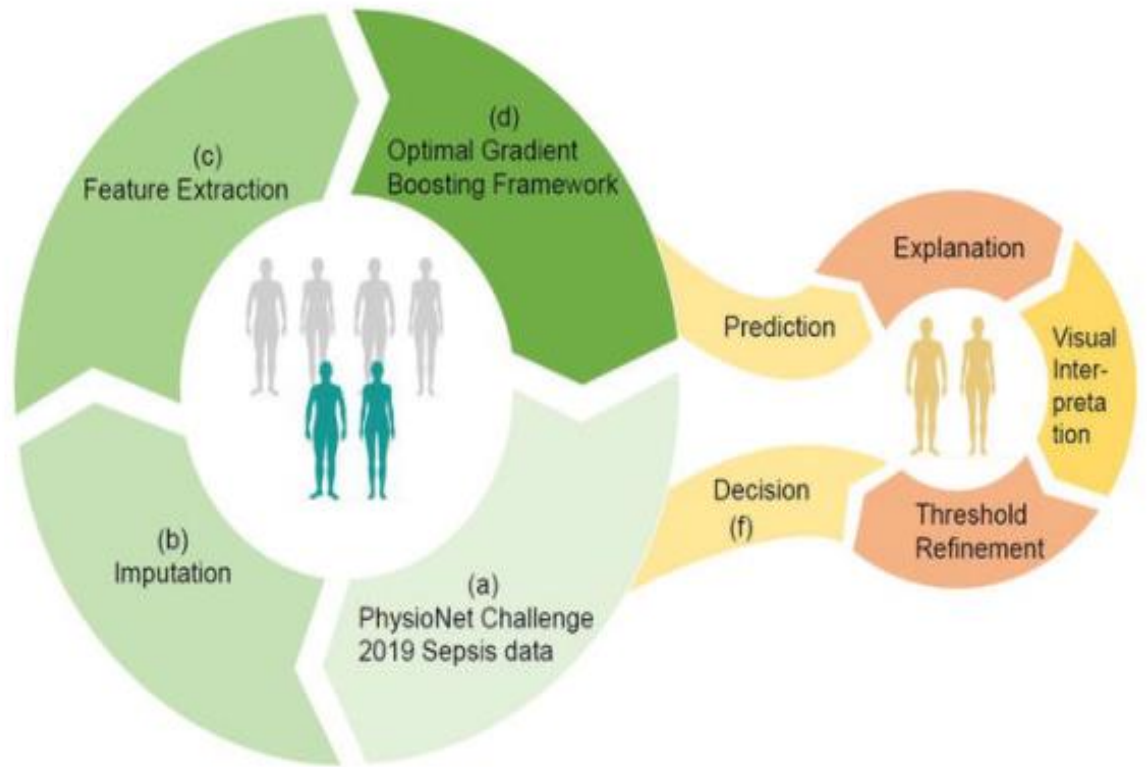 (c)
Feature Extraction
(d)
Optimal Gradient
Boosting Framework
Prediction
Explanation
Visual
Inter-
preta
tion
Threshold
Refinement
Decision
(f)
(a)
PhysioNet Challenge
2019 Sepsis data
(b)
Imputation